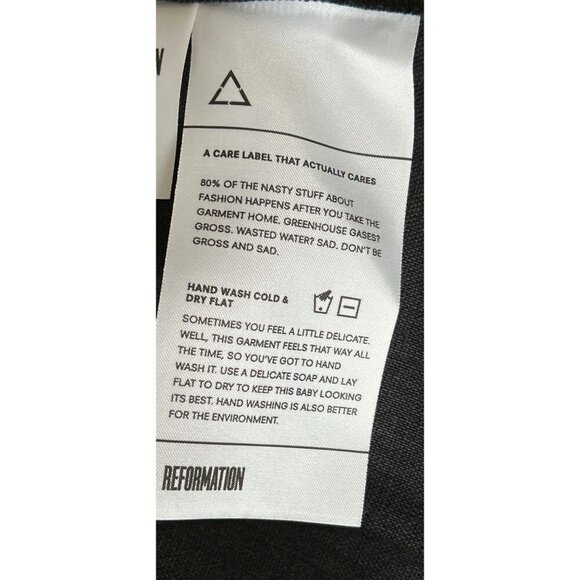 A CARE LABEL THAT ACTUALLY CARES
80% OF THE NASTY STUFF ABOUT
FASHION HAPPENS AFTER YOU TAKE THE
GARMENT HOME. GREENHOUSE GASES?
GROSS. WASTED WATER? SAD. DON'T BE
GROSS AND SAD.
HAND WASH COLD &
DRY FLAT
SOMETIMES YOU FEEL A LITTLE DELICATE.
WELL, THIS GARMENT FEELS THAT WAY ALL
THE TIME, SO YOU'VE GOT TO HAND
WASH IT. USE A DELICATE SOAP AND LAY
FLAT TO DRY TO KEEP THIS BABY LOOKING
ITS BEST. HAND WASHING IS ALSO BETTER
FOR THE ENVIRONMENT.
REFORMATION